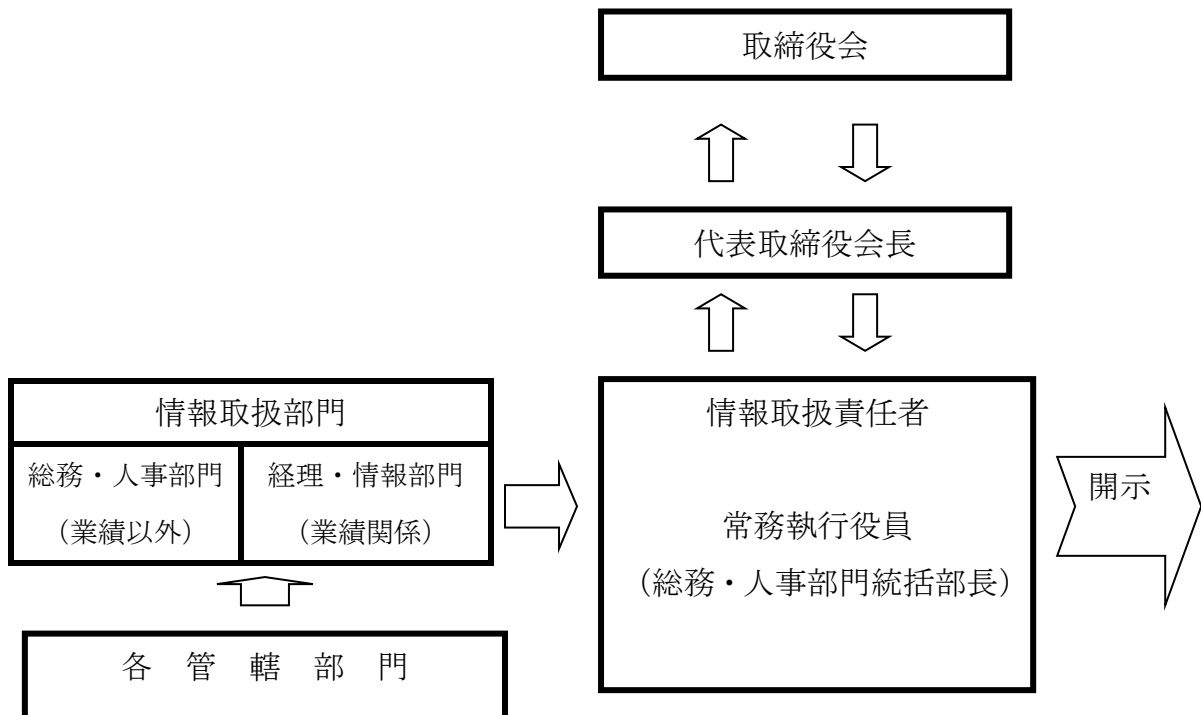 取締役会
代表取締役会長
情報取扱部門
総務・人事部門
（業績以外）
経理・情報部門
（業績関係）
情報取扱責任者
常務執行役員
（総務・人事部門統括部長）
開示
各　管　轄　部　門